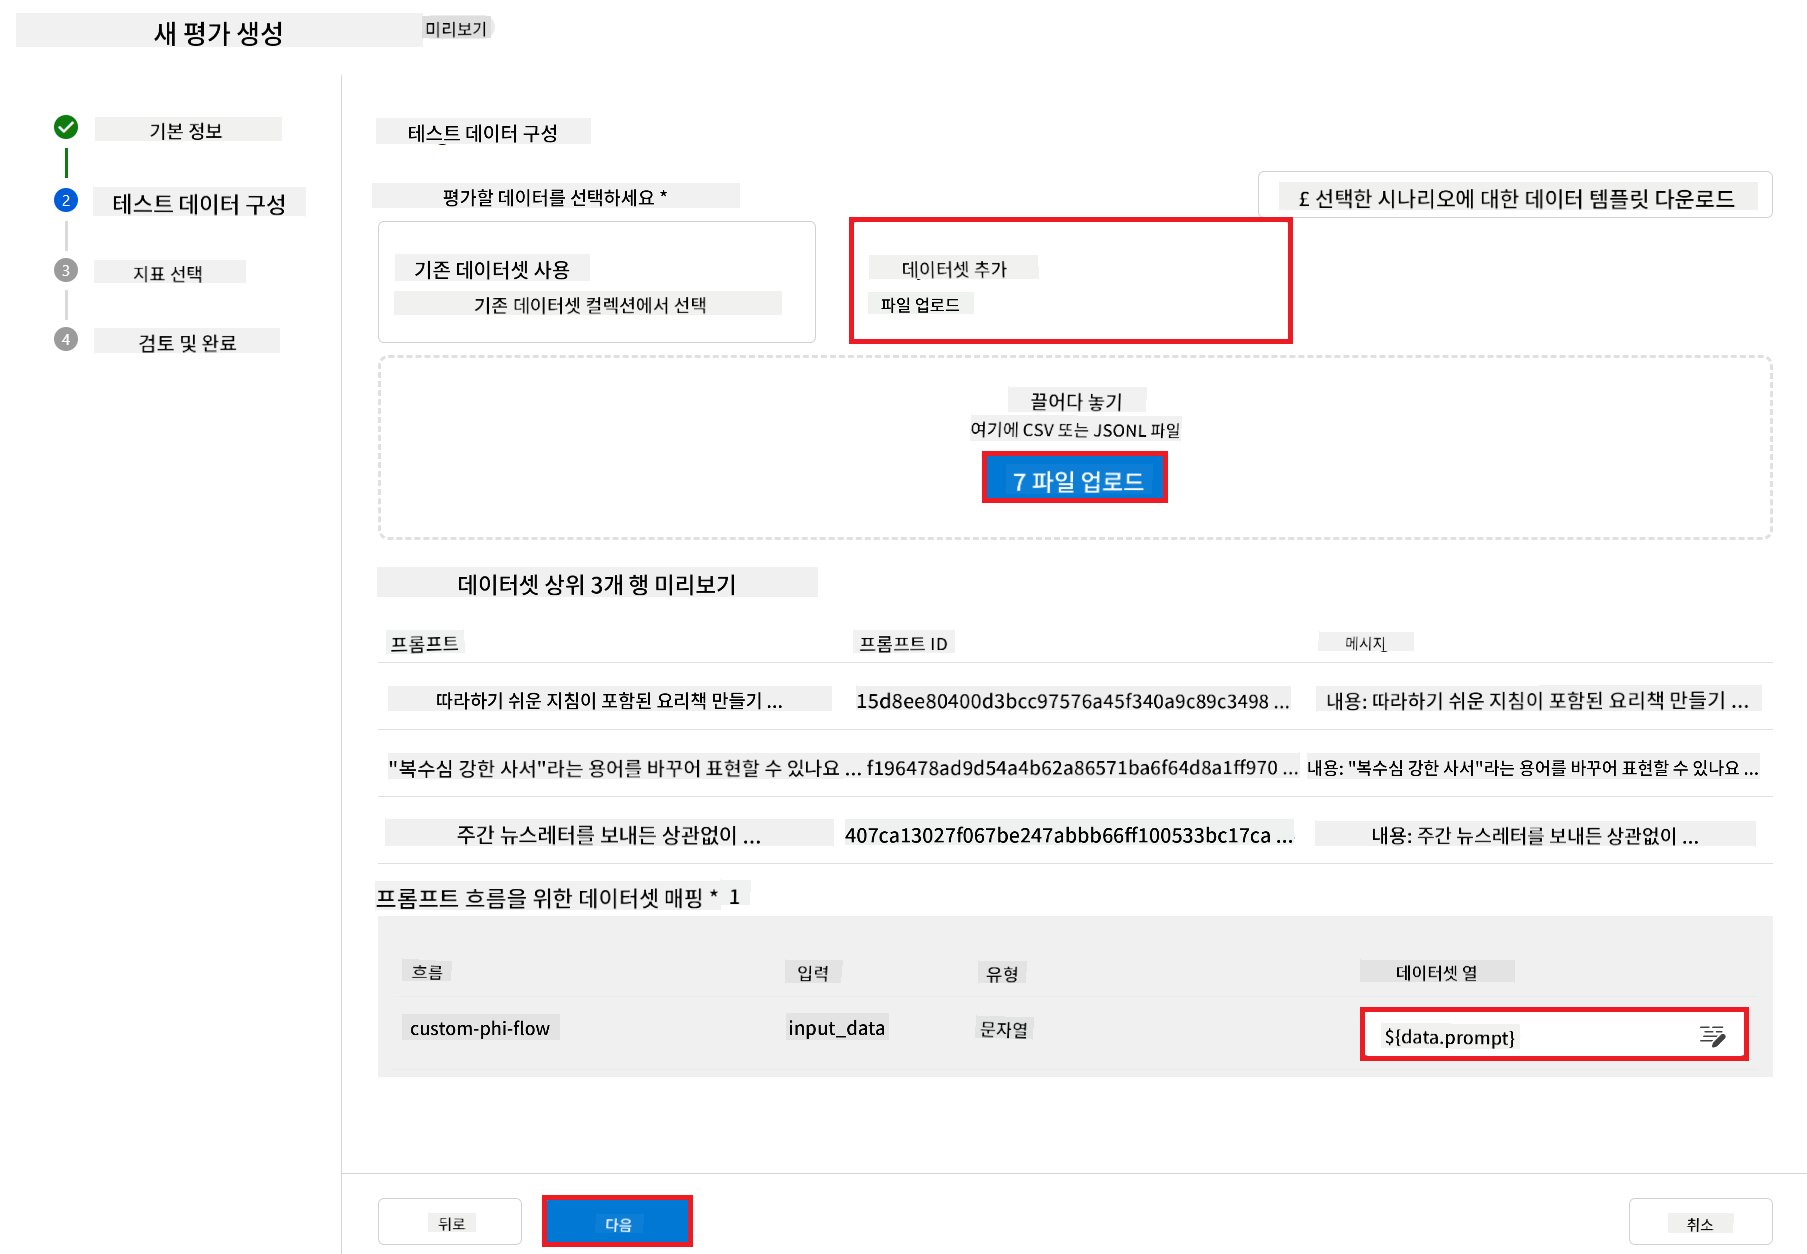 새 평가 생성 미리보기
기본 정보
2 테스트 데이터 구성
3 지표 선택
4 검토 및 완료
테스트 데이터 구성
평가할 데이터를 선택하세요 *
£ 선택한 시나리오에 대한 데이터 템플릿 다운로드
기존 데이터셋 사용
기존 데이터셋 컬렉션에서 선택
데이터셋 추가
파일 업로드
끌어다 놓기
여기에 CSV 또는 JSONL 파일
7 파일 업로드
데이터셋 상위 3개 행 미리보기
프롬프트 프롬프트 ID 메시지
따라하기 쉬운 지침이 포함된 요리책 만들기 ... 15d8ee80400d3bcc97576a45f340a9c89c3498 ... 내용: 따라하기 쉬운 지침이 포함된 요리책 만들기 ...
"복수심 강한 사서"라는 용어를 바꾸어 표현할 수 있나요 ... f196478ad9d54a4b62a86571ba6f64d8a1ff970 ... 내용: "복수심 강한 사서"라는 용어를 바꾸어 표현할 수 있나요 ...
주간 뉴스레터를 보내든 상관없이 ... 407ca13027f067be247abbb66ff100533bc17ca ... 내용: 주간 뉴스레터를 보내든 상관없이 ...
프롬프트 흐름을 위한 데이터셋 매핑 * 1
흐름 입력 유형 데이터셋 열
custom-phi-flow input_data 문자열 ${data.prompt}
뒤로 다음 취소